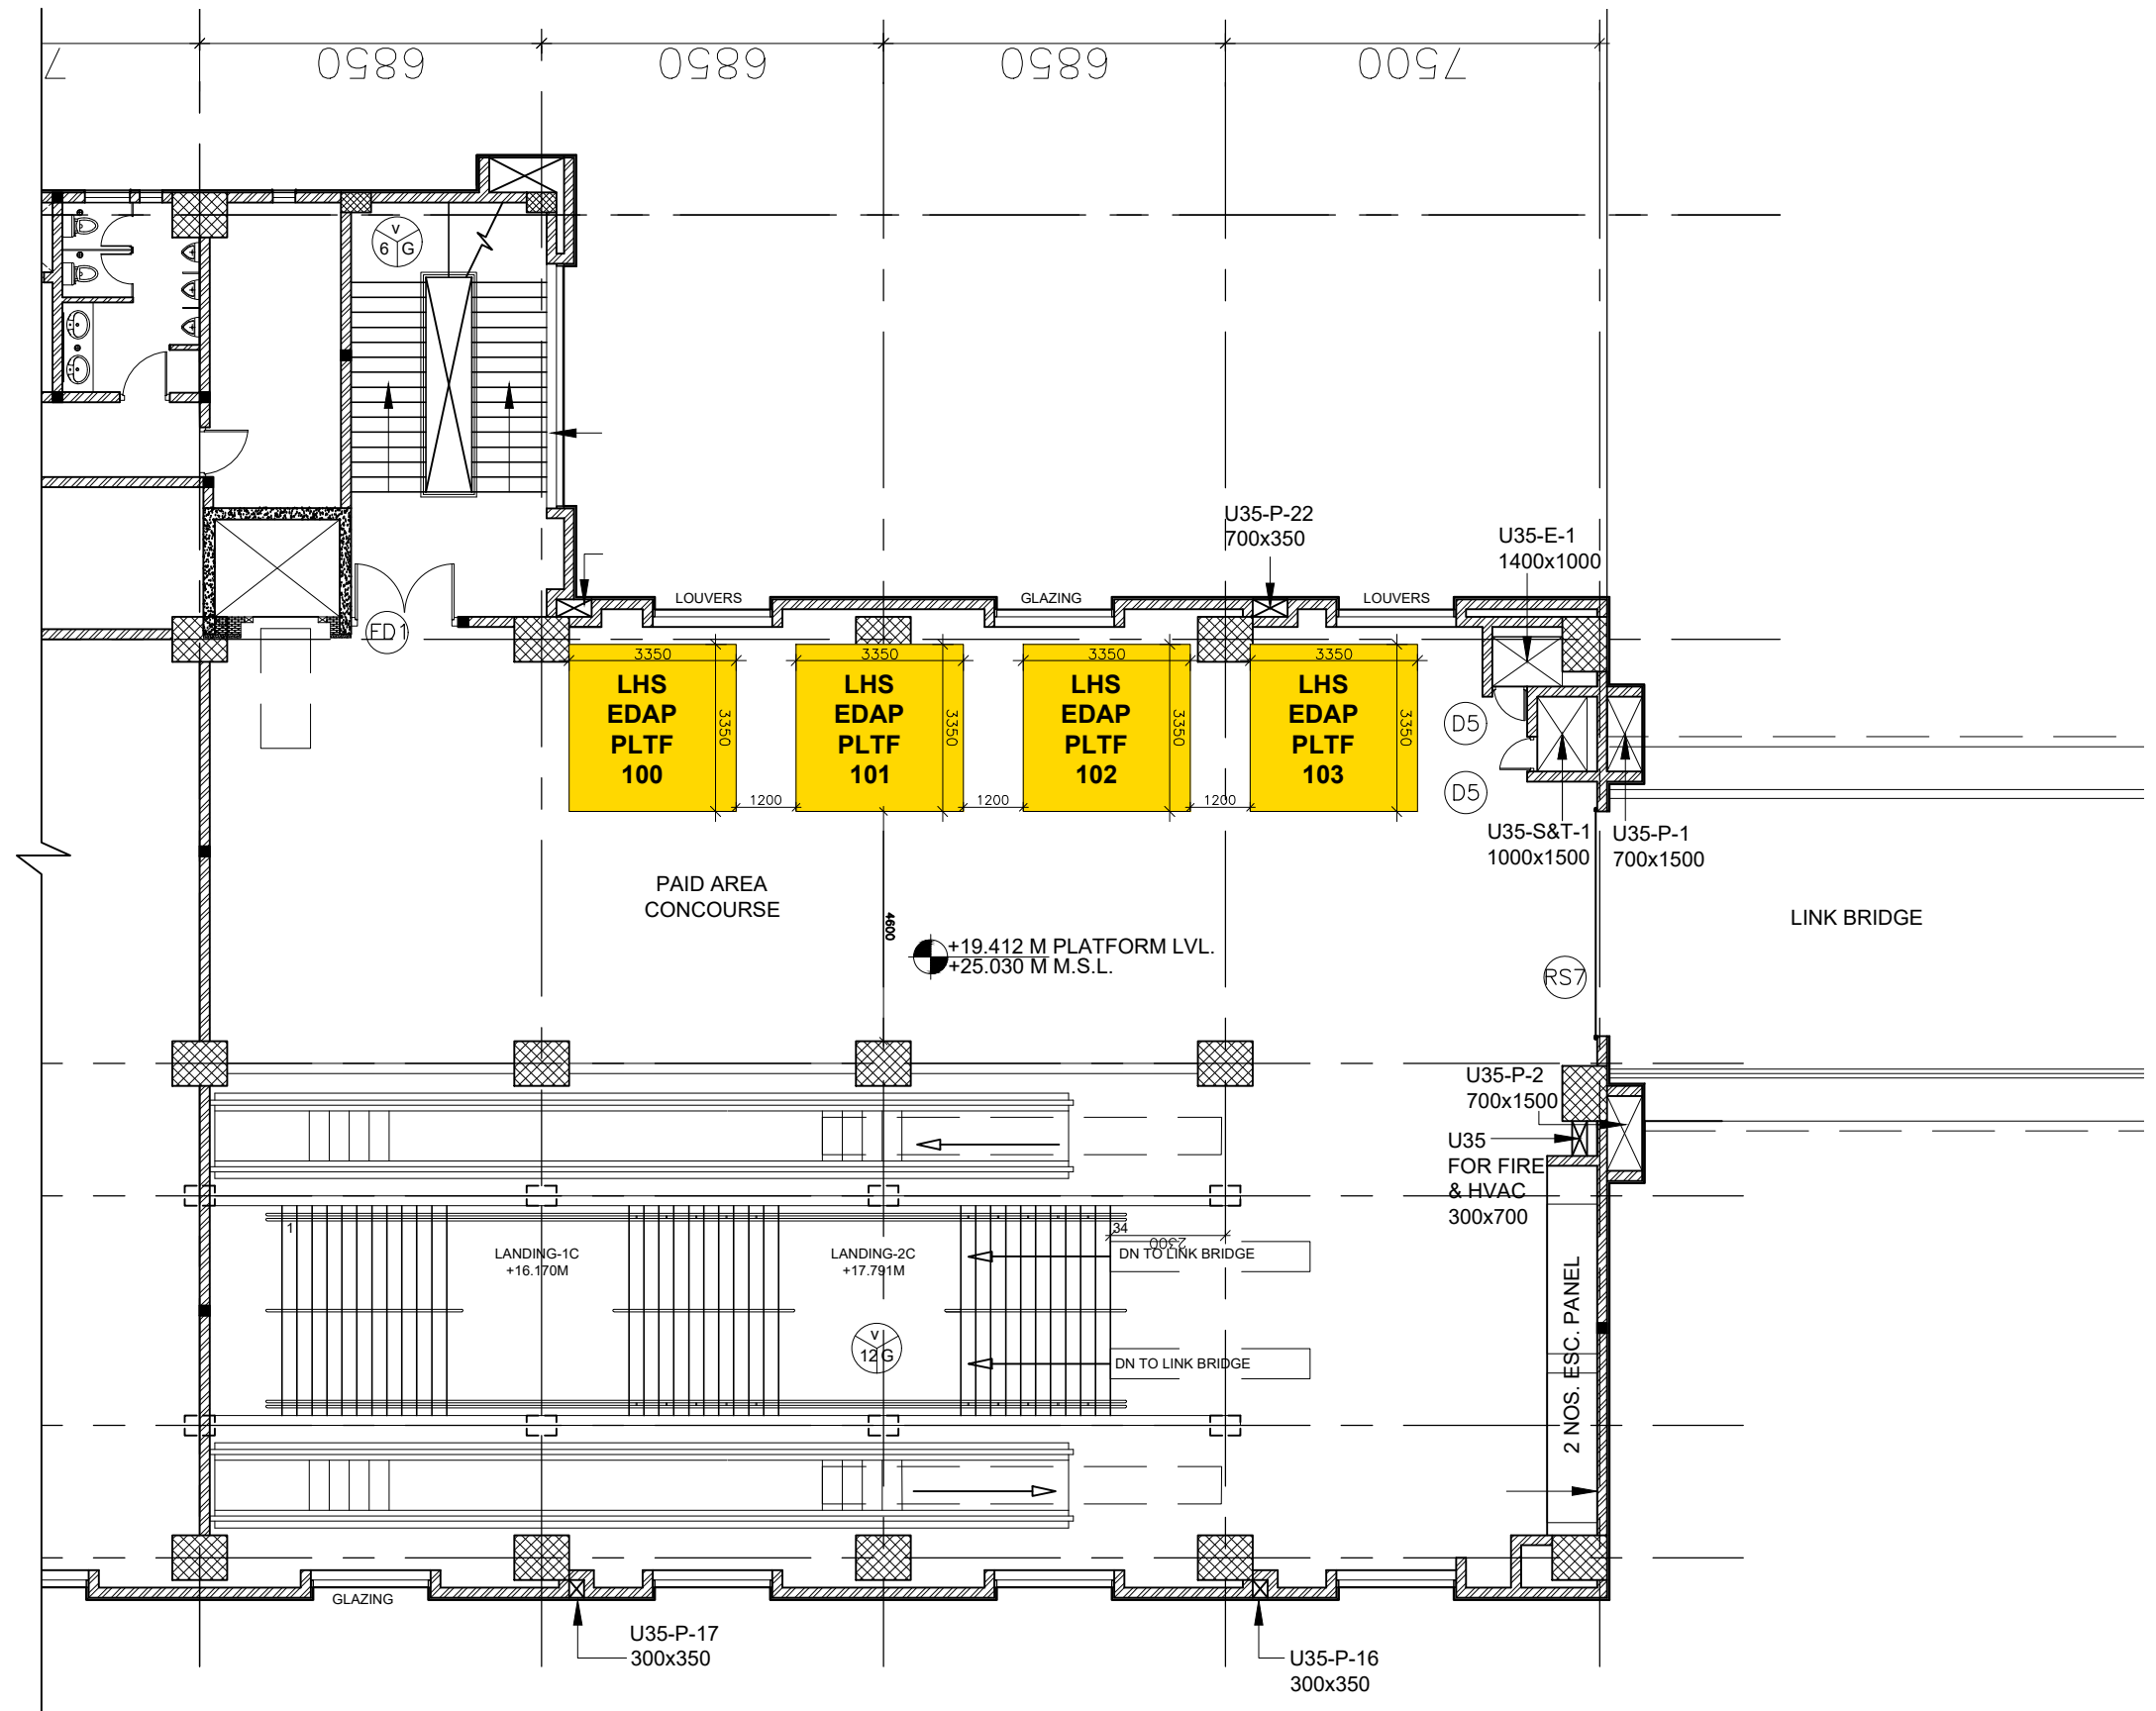 7
6850
6850
6850
7500
V
6
G
U35-P-22
700x350
U35-E-1
1400x1000
LOUVERS
GLAZING
LOUVERS
FD1
3350
3350
3350
3350
LHS
EDAP
PLTF
100
3350
LHS
EDAP
PLTF
101
3350
LHS
EDAP
PLTF
102
3350
LHS
EDAP
PLTF
103
3350
1200
1200
1200
D5
D5
U35-S&T-1
1000x1500
U35-P-1
700x1500
PAID AREA
CONCOURSE
4600
+19.412 M PLATFORM LVL.
+25.030 M M.S.L.
LINK BRIDGE
RS7
U35-P-2
700x1500
U35
FOR FIRE
& HVAC
300x700
1
34
2300
LANDING-1C
+16.170M
LANDING-2C
+17.791M
DN TO LINK BRIDGE
V
12
G
DN TO LINK BRIDGE
2 NOS. ESC. PANEL
GLAZING
U35-P-17
300x350
U35-P-16
300x350